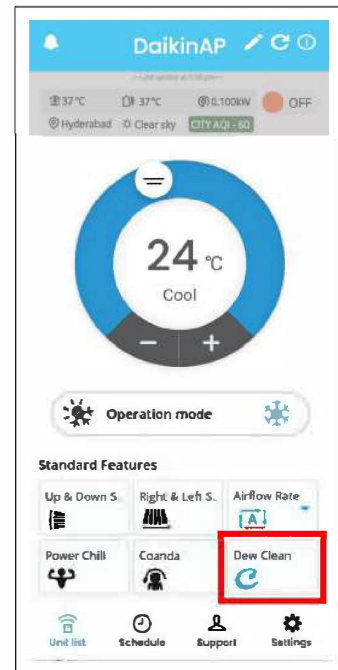 DaikinAP
37°C 37°C 0.100kW OFF
Hyderabad Clear sky CITY AQI - 60
24 °C
Cool
− +
Operation mode
Standard Features
Up & Down S.. Right & Left S.. Airflow Rate
A
Power Chill Coanda Dew Clean
Unit list Schedule Support Settings